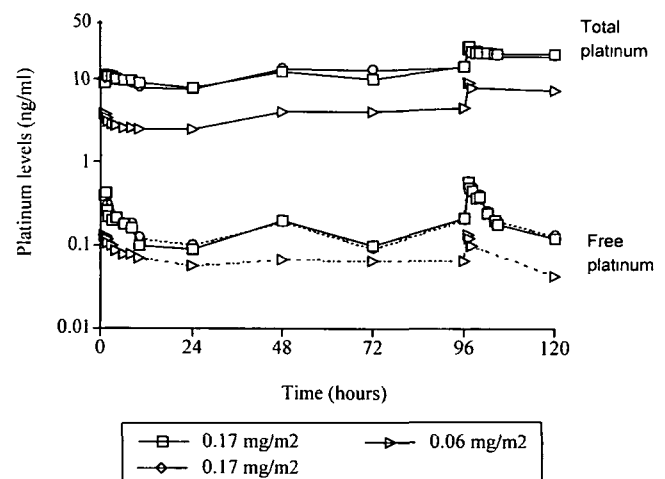 50
10
1
0.1
0.01
Platinum levels (ng/ml)
Total
platinum
Free
platinum
0 24 48 72 96 120
Time (hours)
0.17 mg/m2 0.06 mg/m2
0.17 mg/m2